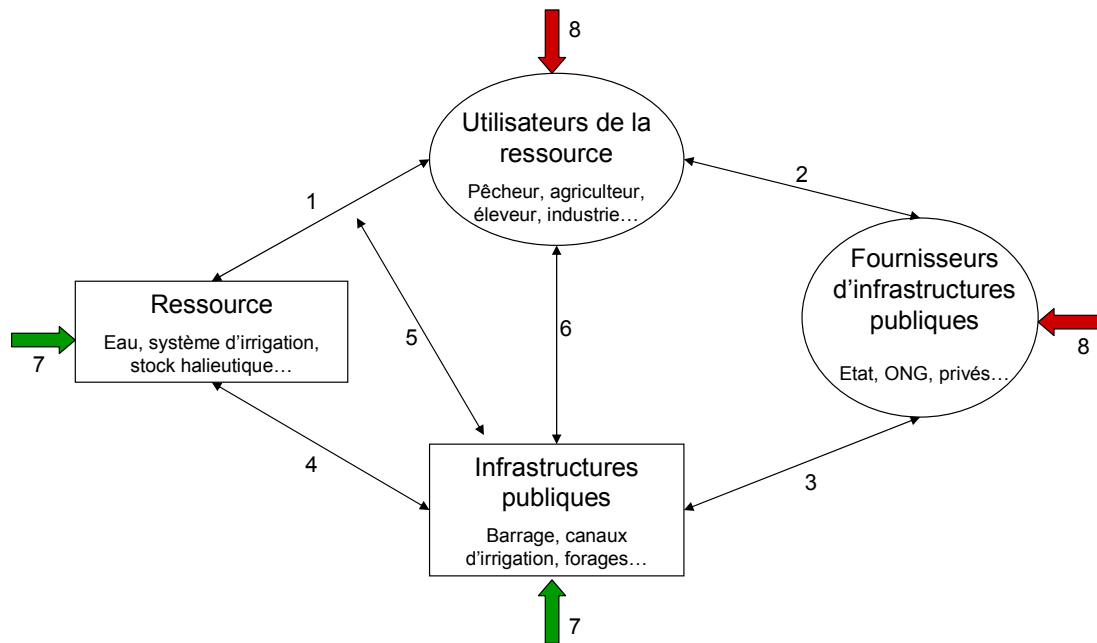 8
Utilisateurs de la
ressource
Pêcheur, agriculteur,
éleveur, industrie…
1
2
Ressource
Eau, système d’irrigation,
stock halieutique…
7
5
6
Fournisseurs
d’infrastructures
publiques
Etat, ONG, privés…
8
4
3
Infrastructures
publiques
Barrage, canaux
d’irrigation, forages…
7